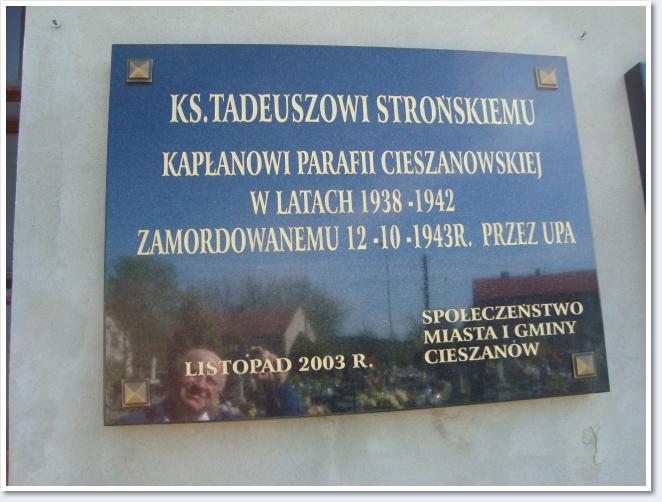 KS. TADEUSZOWI STROŃSKIEMU
KAPŁANOWI PARAFII CIESZANOWSKIEJ
W LATACH 1938 -1942
ZAMORDOWANEMU 12 -10 -1943R. PRZEZ UPA
LISTOPAD 2003 R.
SPOŁECZEŃSTWO
MIASTA I GMINY
CIESZANÓW